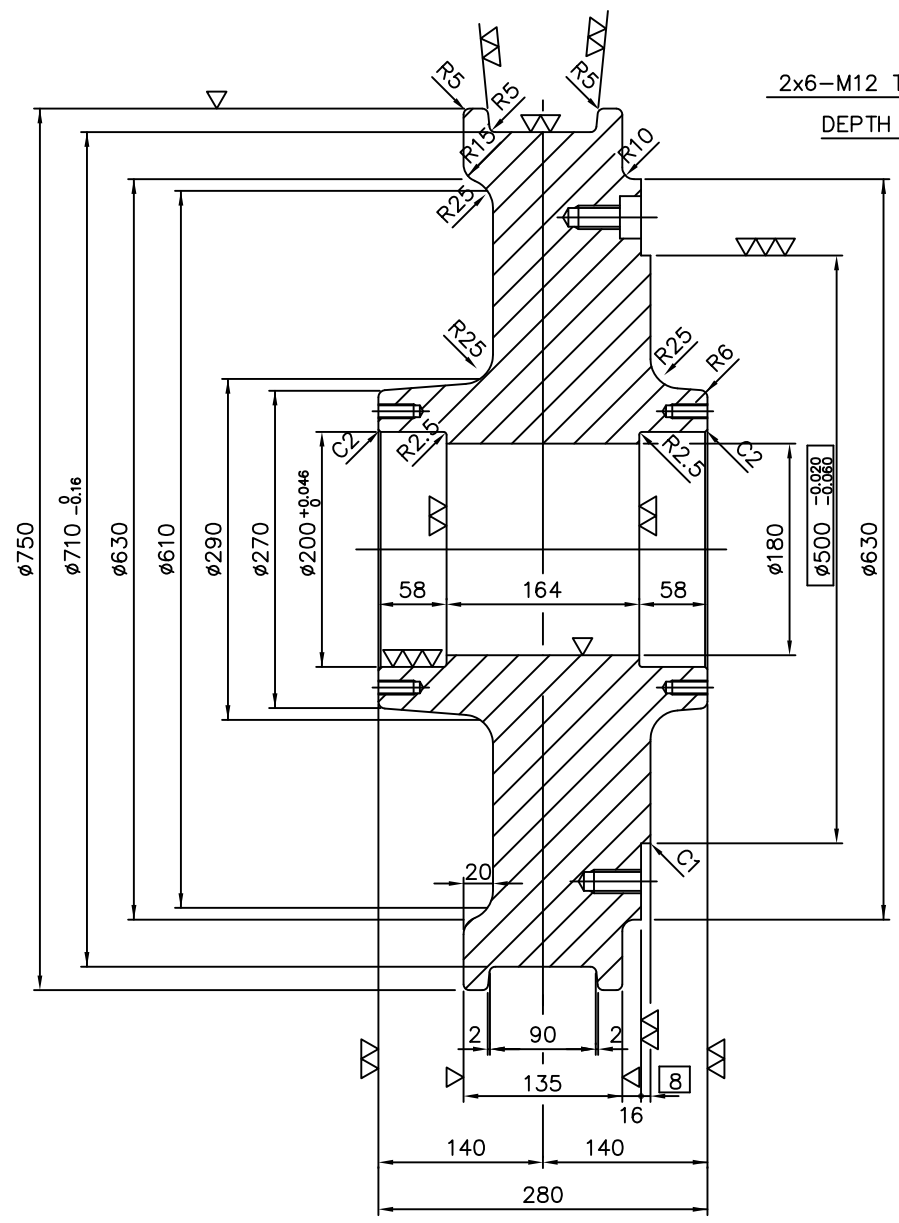 R5
R5
R5
2x6-M12 T
DEPTH
R15
R10
R25
R25
R25
R6
C2
R2.5
R2.5
C2
ø750
ø710 0 -0.16
ø630
ø610
ø290
ø270
ø200 +0.046 0
58
164
58
ø180
ø500 -0.020 -0.060
ø630
20
C1
2
90
2
135
8
16
140
140
280